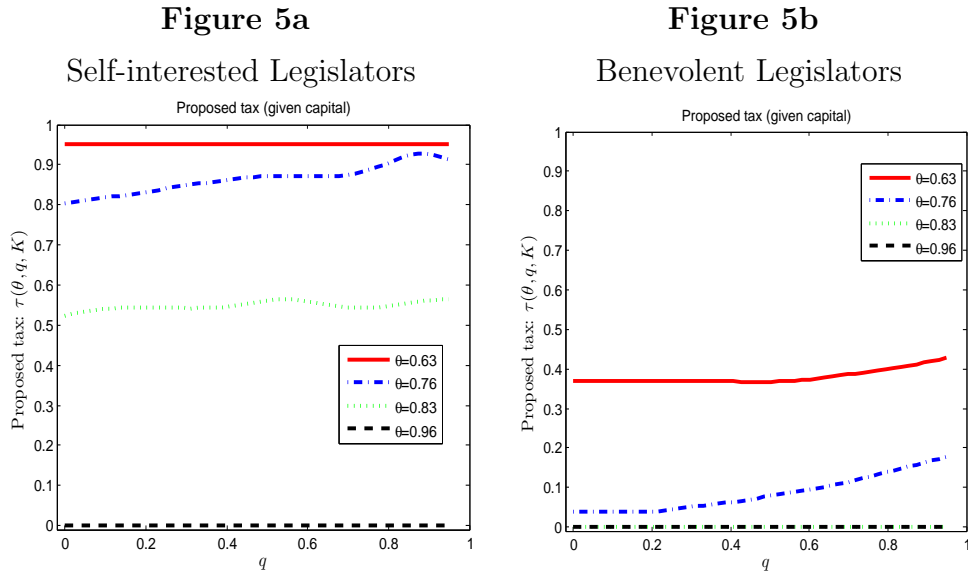 Figure 5a
Self-interested Legislators
Proposed tax (given capital)
Proposed tax: τ(θ, q, K)
1
0.9
0.8
0.7
0.6
0.5
0.4
0.3
0.2
0.1
0
θ=0.63
θ=0.76
θ=0.83
θ=0.96
0 0.2 0.4 0.6 0.8 1
q
Figure 5b
Benevolent Legislators
Proposed tax (given capital)
Proposed tax: τ(θ, q, K)
1
0.9
0.8
0.7
0.6
0.5
0.4
0.3
0.2
0.1
0
θ=0.63
θ=0.76
θ=0.83
θ=0.96
0 0.2 0.4 0.6 0.8 1
q